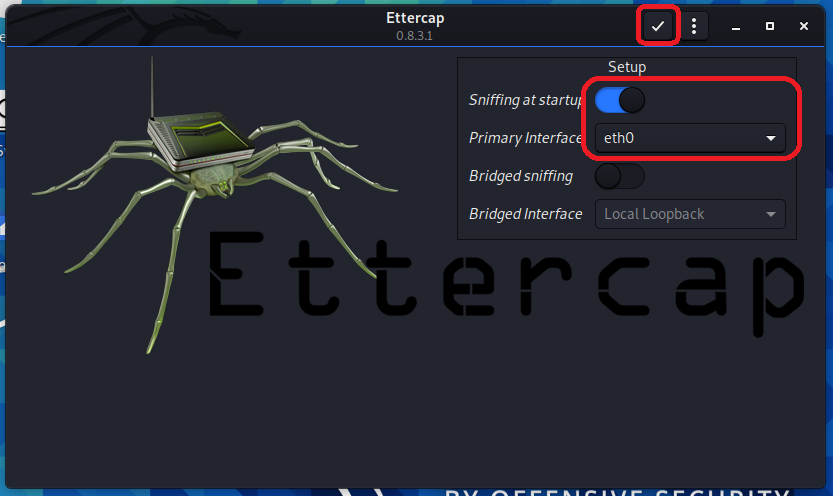 Ettercap
0.8.3.1
Setup
Sniffing at startup
Primary Interface
eth0
Bridged sniffing
Bridged Interface
Local Loopback
Ettercap
BY OFFENSIVE SECURITY